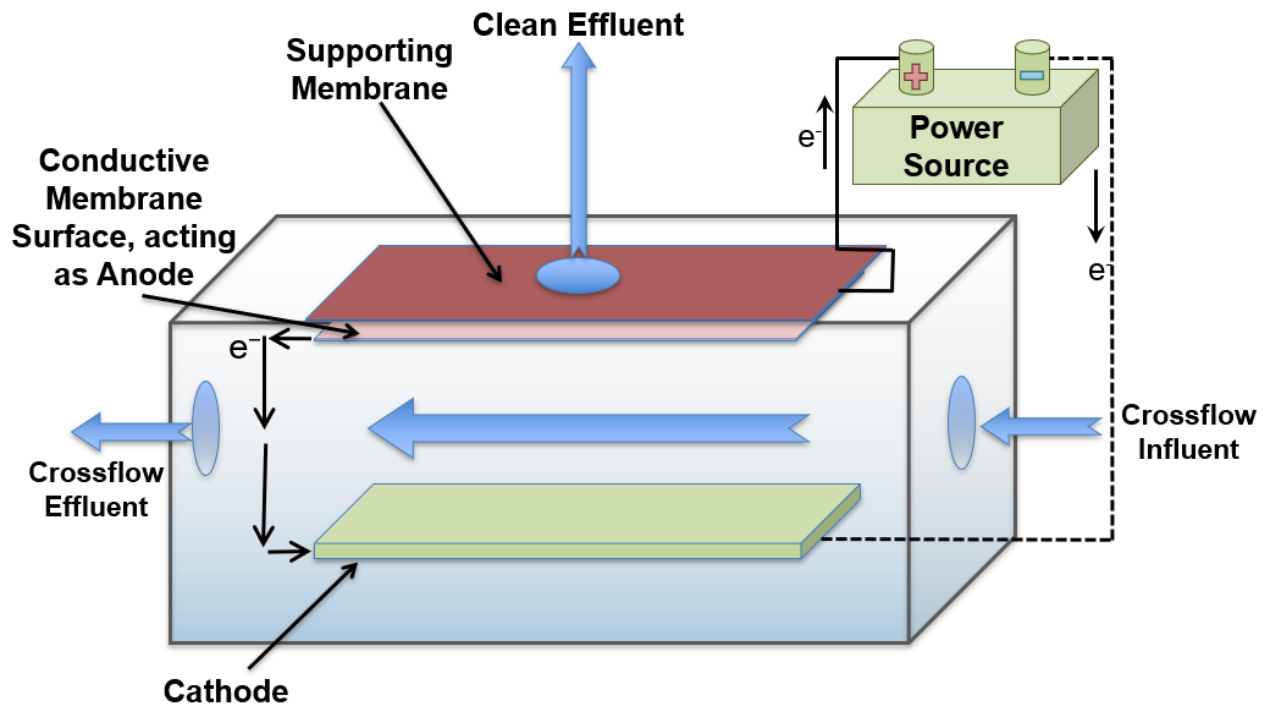 Clean Effluent
Supporting
Membrane
Conductive
Membrane
Surface, acting
as Anode
+
−
Power
Source
e⁻
e⁻
e⁻
Crossflow
Influent
Crossflow
Effluent
Cathode